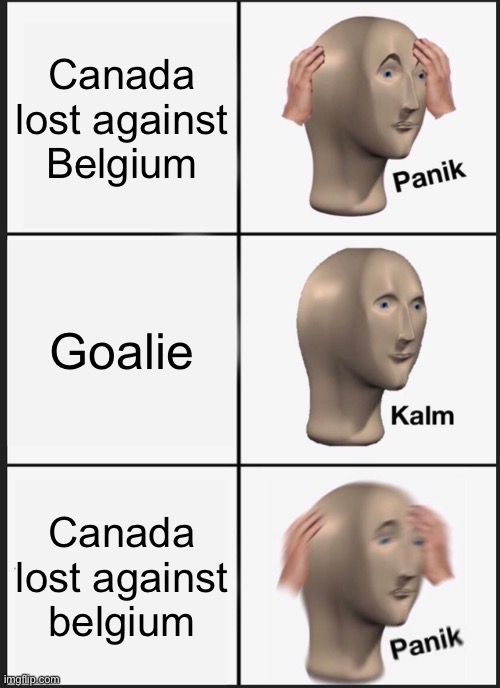 Canada
lost against
Belgium
Panik
Goalie
Kalm
Canada
lost against
belgium
Panik
imgflip.com